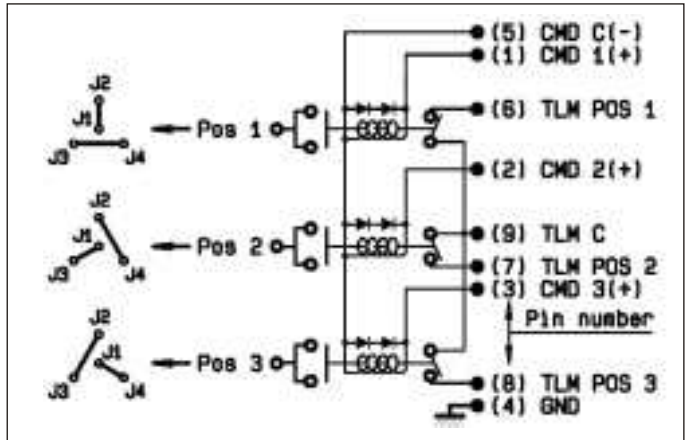 (5) CMD C(-)
(1) CMD 1(+)
J2
J1
J3 J4
Pos 1
(6) TLM POS 1
(2) CMD 2(+)
J2
J1
J3 J4
Pos 2
(9) TLM C
(7) TLM POS 2
(3) CMD 3(+)
Pin number
J2
J1
J3 J4
Pos 3
(8) TLM POS 3
(4) GND